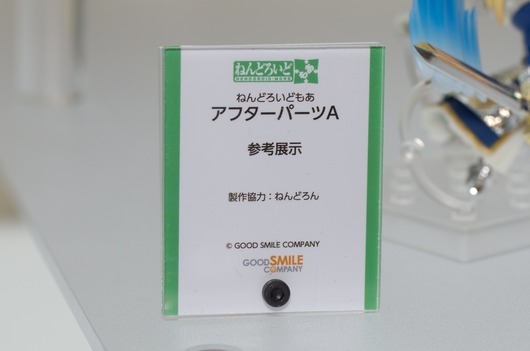 ねんどろいど
NENDOROID MORE
ねんどろいどもあ
アフターパーツA
参考展示
製作協力：ねんどろん
© GOOD SMILE COMPANY
GOOD SMILE
COMPANY